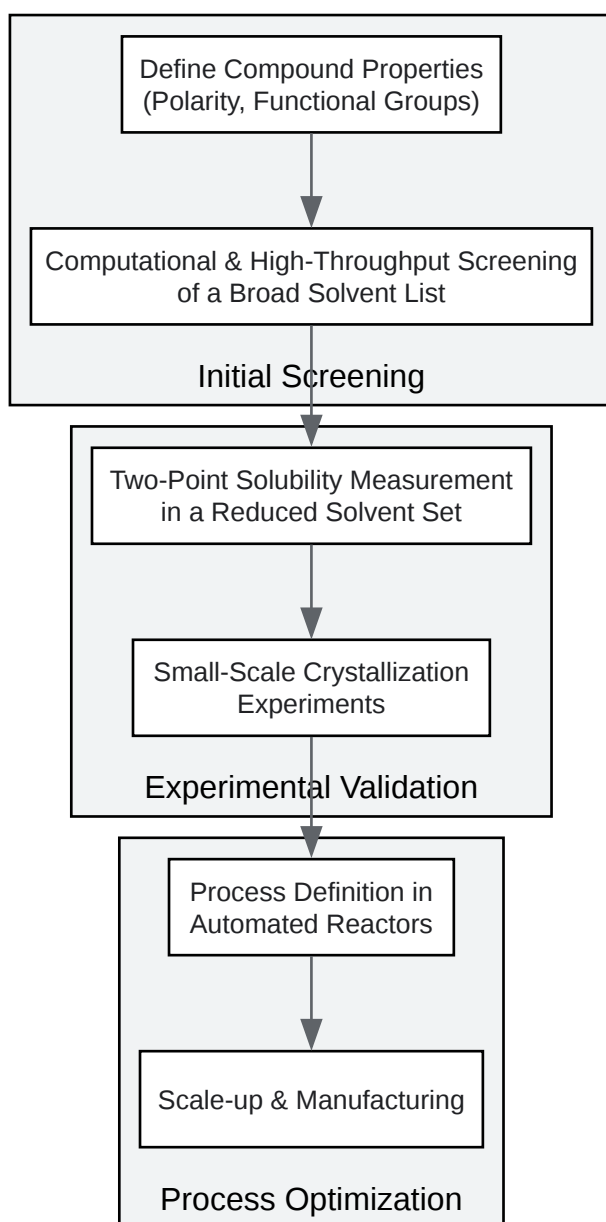 Define Compound Properties
(Polarity, Functional Groups)
Computational & High-Throughput Screening
of a Broad Solvent List
Initial Screening
Two-Point Solubility Measurement
in a Reduced Solvent Set
Small-Scale Crystallization
Experiments
Experimental Validation
Process Definition in
Automated Reactors
Scale-up & Manufacturing
Process Optimization